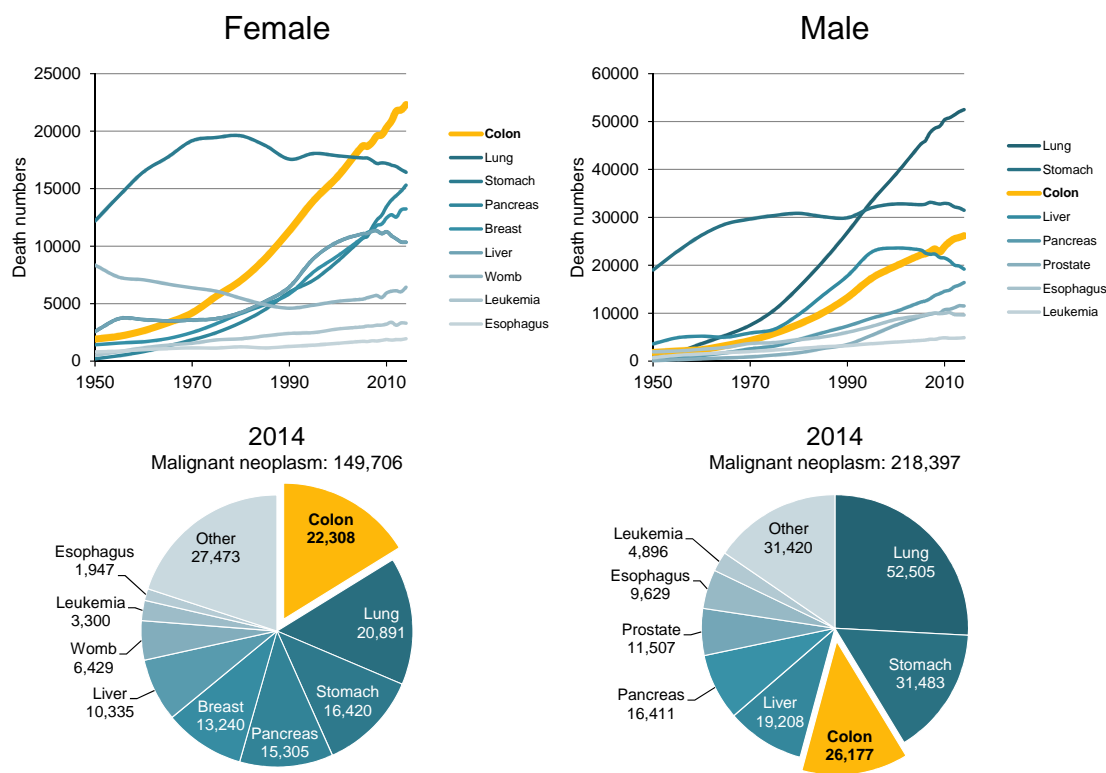 Female
25000
20000
15000
10000
5000
0
Death numbers
1950
1970
1990
2010
Colon
Lung
Stomach
Pancreas
Breast
Liver
Womb
Leukemia
Esophagus
Male
60000
50000
40000
30000
20000
10000
0
Death numbers
1950
1970
1990
2010
Lung
Stomach
Colon
Liver
Pancreas
Prostate
Esophagus
Leukemia
2014
Malignant neoplasm: 149,706
Colon
22,308
Lung
20,891
Stomach
16,420
Pancreas
15,305
Breast
13,240
Liver
10,335
Womb
6,429
Leukemia
3,300
Esophagus
1,947
Other
27,473
2014
Malignant neoplasm: 218,397
Lung
52,505
Stomach
31,483
Colon
26,177
Liver
19,208
Pancreas
16,411
Prostate
11,507
Esophagus
9,629
Leukemia
4,896
Other
31,420